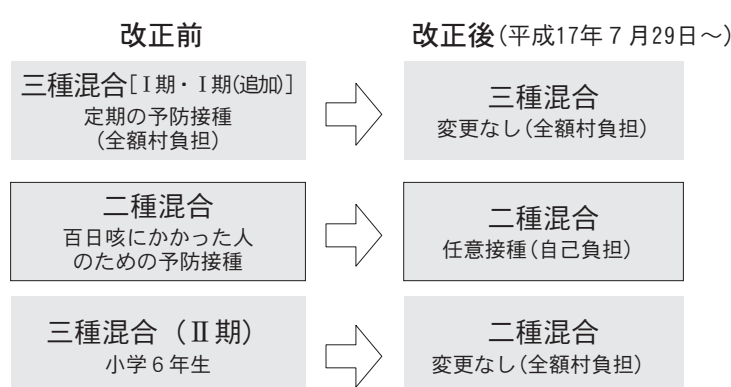 改正前
改正後(平成17年7月29日～)
三種混合[Ⅰ期・Ⅰ期(追加)]
定期の予防接種
(全額村負担)
三種混合
変更なし(全額村負担)
二種混合
百日咳にかかった人
のための予防接種
二種混合
任意接種(自己負担)
三種混合(Ⅱ期)
小学6年生
二種混合
変更なし(全額村負担)